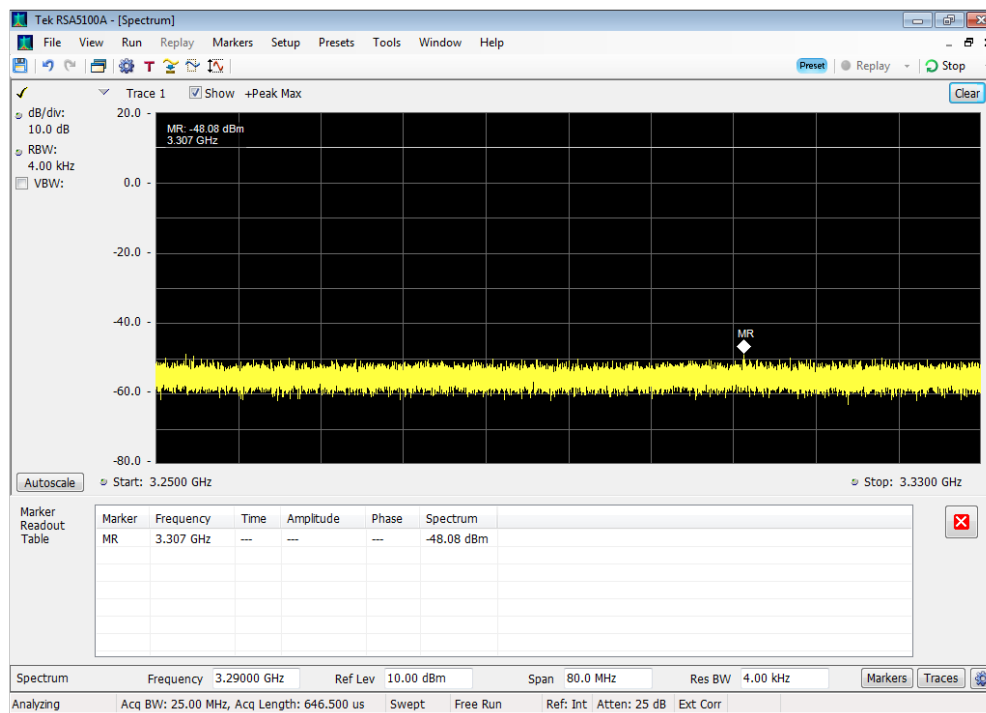 Tek RSA5100A - [Spectrum]
File View Run Replay Markers Setup Presets Tools Window Help
T Preset Replay Stop
Trace 1 Show +Peak Max Clear
dB/div:
10.0 dB
RBW:
4.00 kHz
VBW:
20.0 -
0.0 -
-20.0 -
-40.0 -
-60.0 -
-80.0 -
MR: -48.08 dBm
3.307 GHz
MR
Autoscale Start: 3.2500 GHz Stop: 3.3300 GHz
Marker
Readout
Table
Marker Frequency Time Amplitude Phase Spectrum
MR 3.307 GHz --- --- --- -48.08 dBm
Spectrum Frequency 3.29000 GHz Ref Lev 10.00 dBm Span 80.0 MHz Res BW 4.00 kHz Markers Traces
Analyzing Acq BW: 25.00 MHz, Acq Length: 646.500 us Swept Free Run Ref: Int Atten: 25 dB Ext Corr